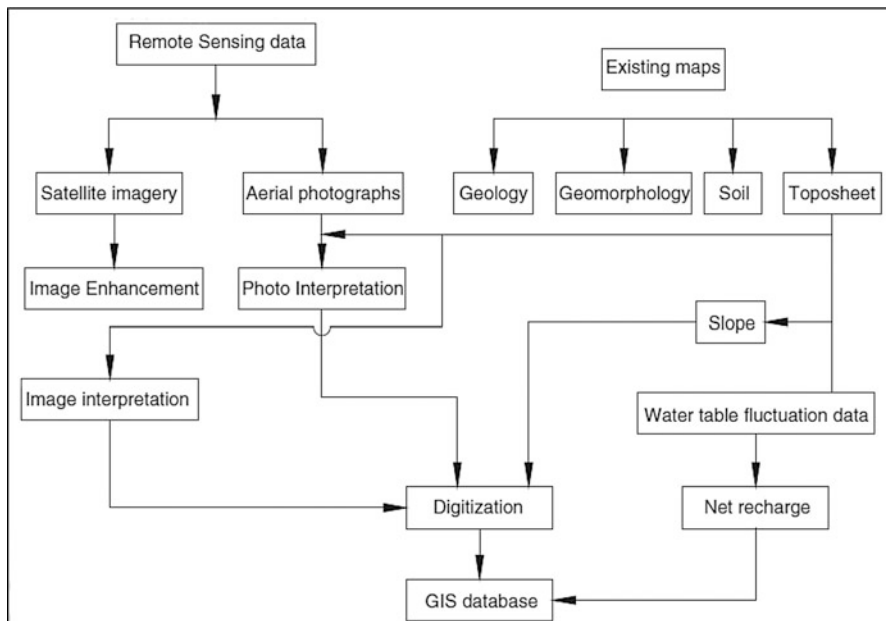 Remote Sensing data
Existing maps
Satellite imagery
Aerial photographs
Geology
Geomorphology
Soil
Toposheet
Image Enhancement
Photo Interpretation
Slope
Image interpretation
Water table fluctuation data
Digitization
Net recharge
GIS database